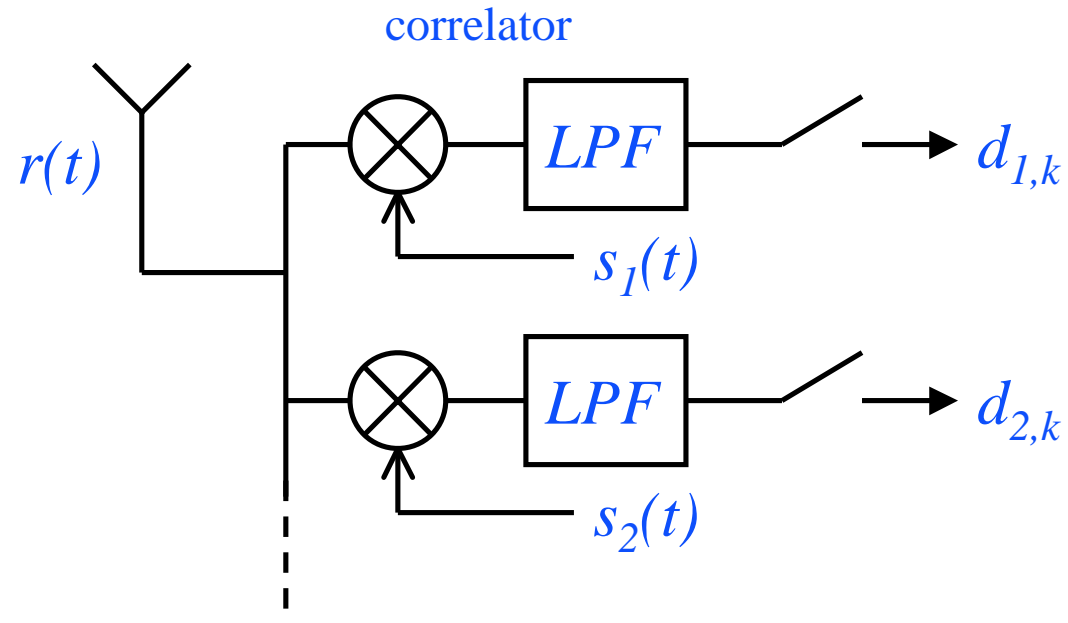 correlator
r(t)
LPF
d1,k
s1(t)
LPF
d2,k
s2(t)